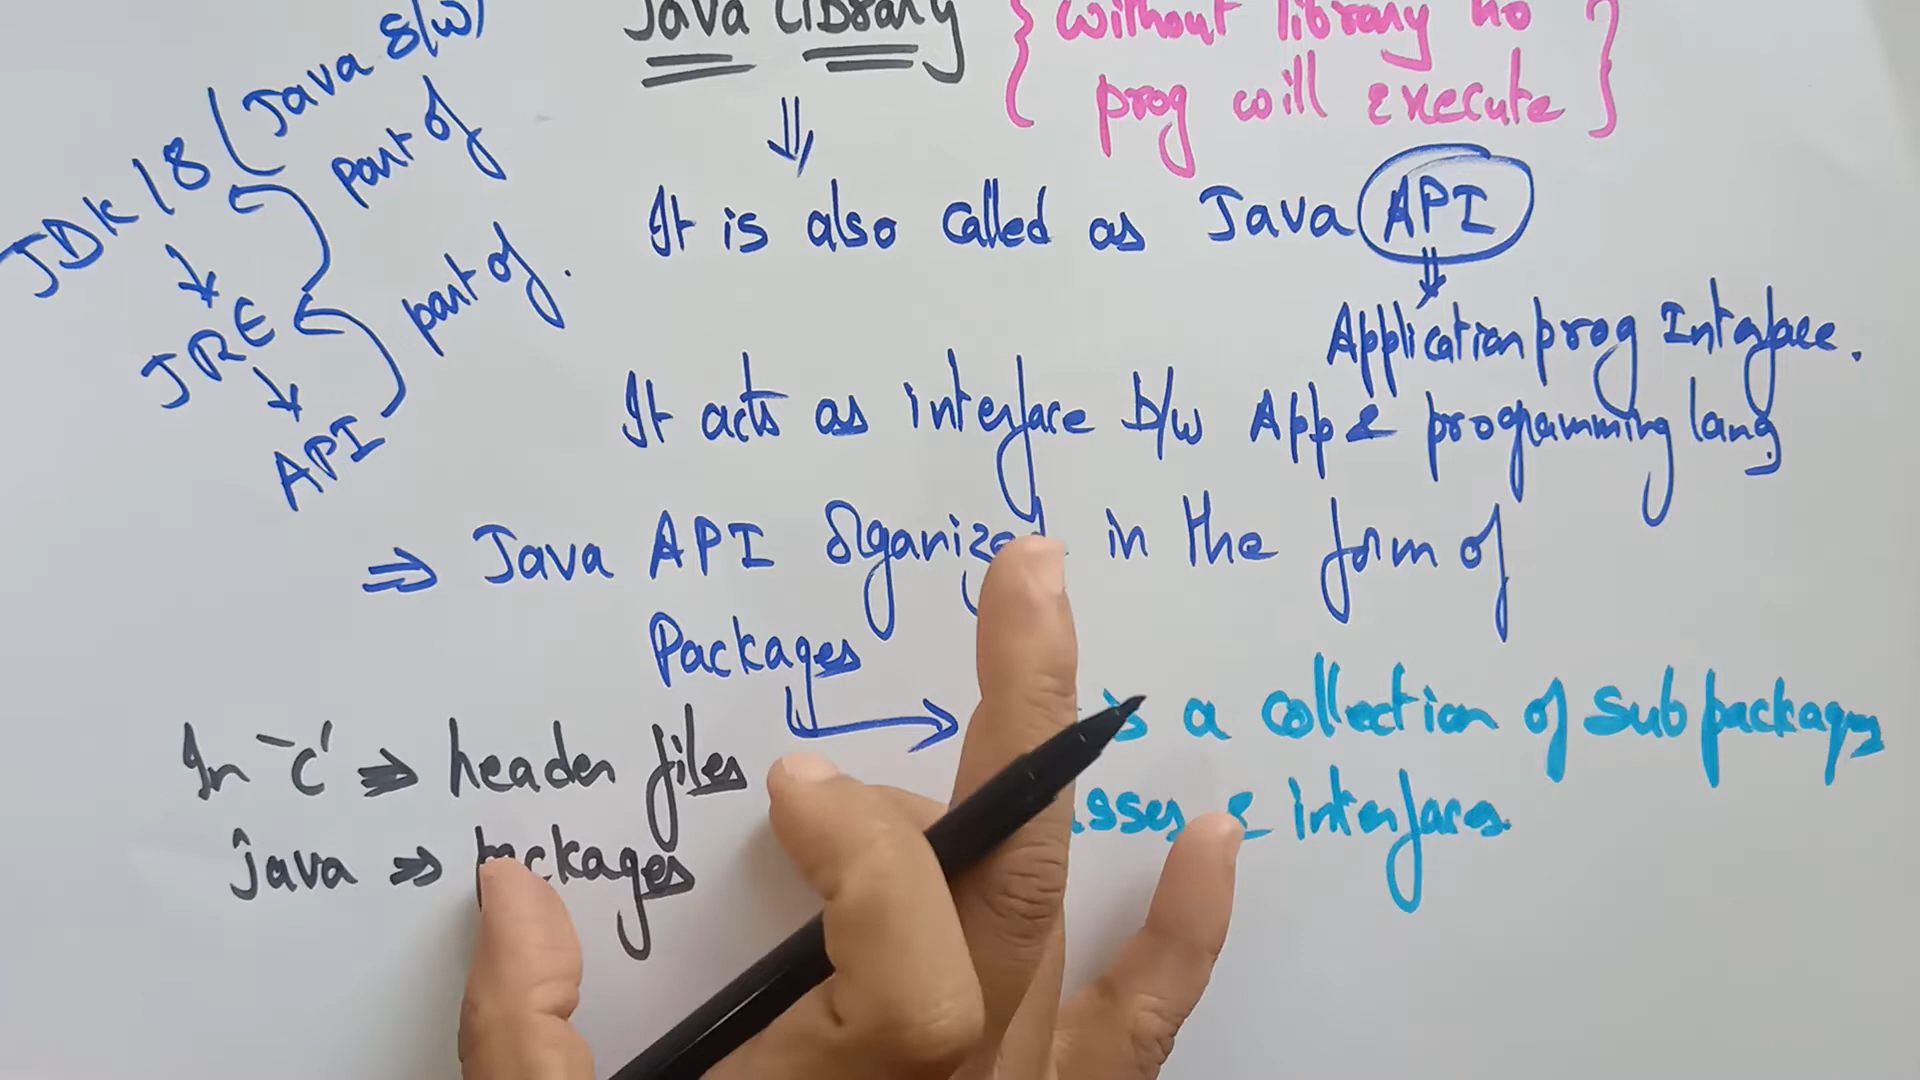 Java Library { without library no
prog will execute }
JDK 18 (Java S/W)
part of
JRE
part of.
API
It is also called as Java API
Application prog Interface.
It acts as interface b/w App & programming lang
⇒ Java API Organized in the form of
Packages
is a collection of sub packages
& interfaces.
In 'C' ⇒ header files
java ⇒ packages